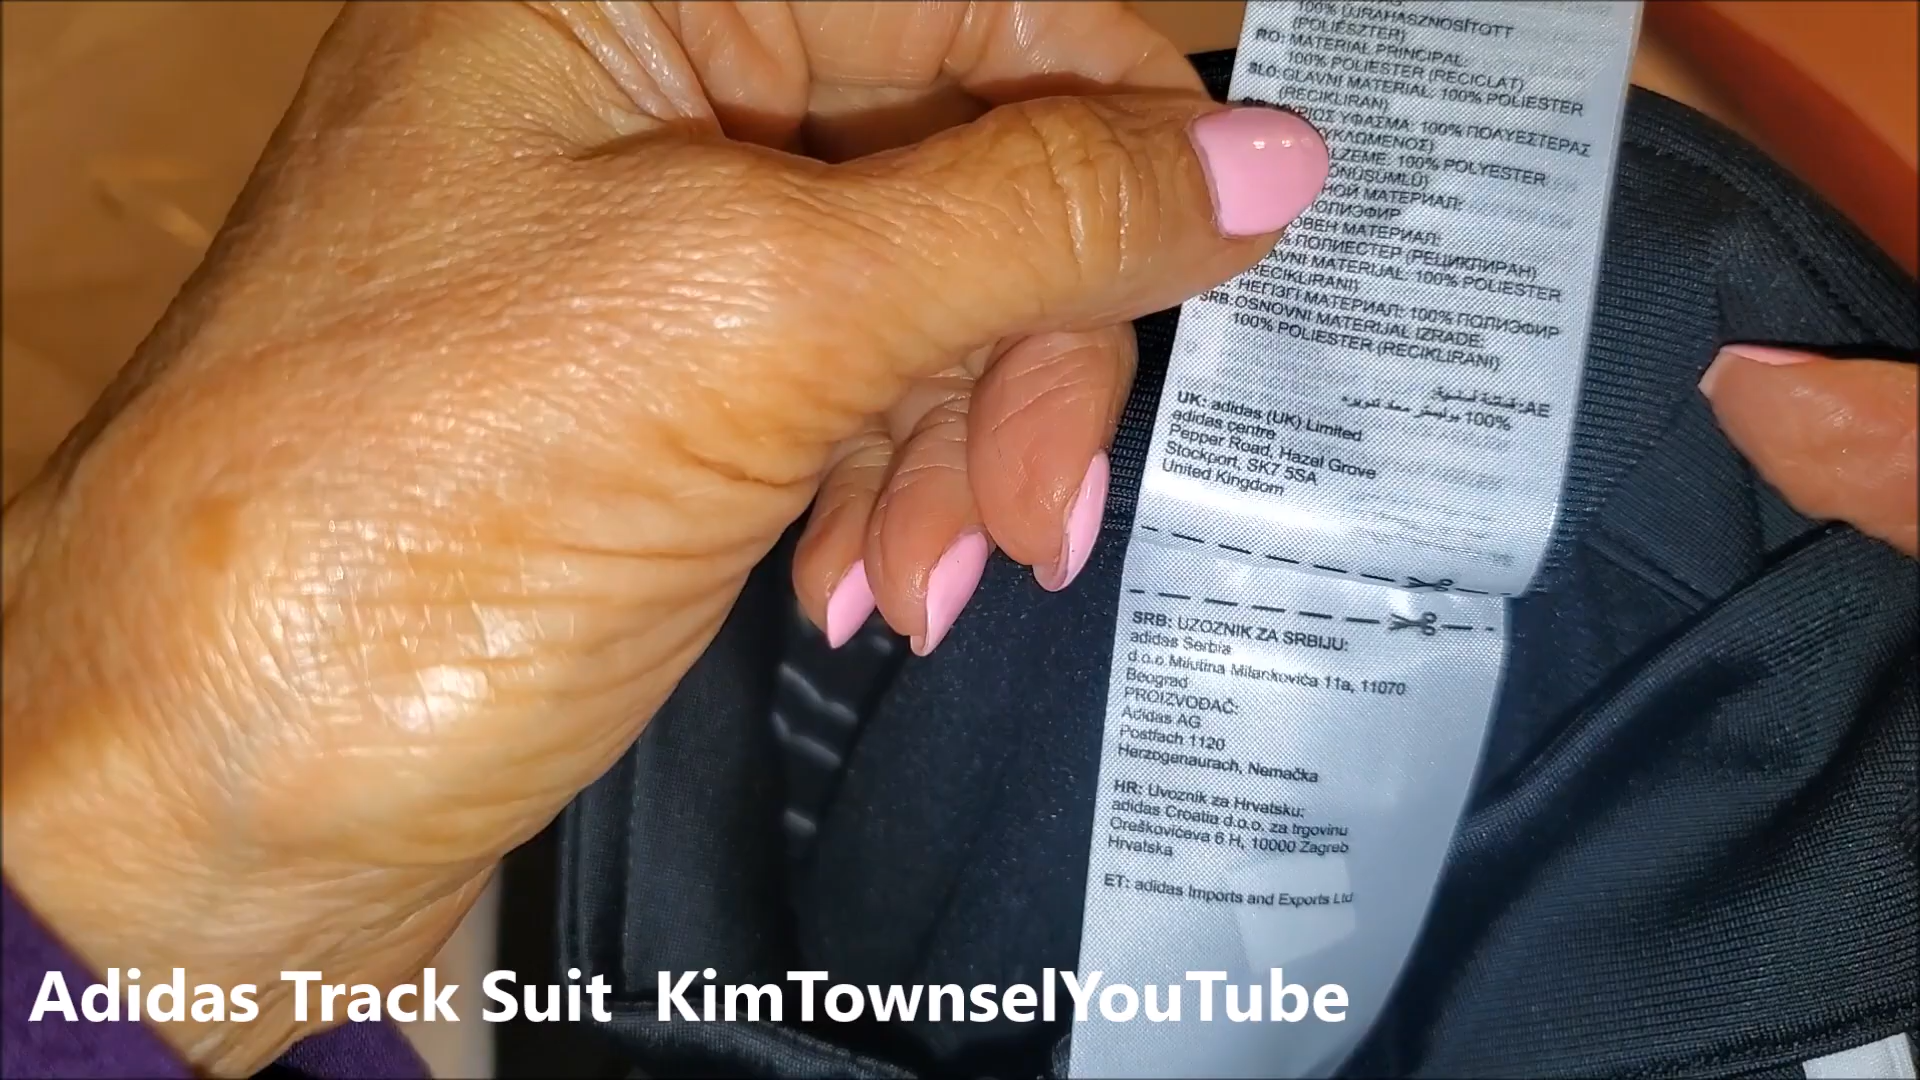 100% ÚJRAHASZNOSÍTOTT
(POLIÉSZTER)
RO: MATERIAL PRINCIPAL:
100% POLIESTER (RECICLAT)
SLO: GLAVNI MATERIAL: 100% POLIESTER
(RECIKLIRAN)
ΥΦΑΣΜΑ: 100% ΠΟΛΥΕΣΤΕΡΑΣ
100% POLYESTER
МАТЕРИАЛ:
МАТЕРИАЛ:
% ПОЛИЕСТЕР (РЕЦИКЛИРАН)
MATERIJAL: 100% POLIESTER
RECIKLIRANI)
НЕГІЗГІ МАТЕРИАЛ: 100% ПОЛИЭФИР
SRB: OSNOVNI MATERIJAL IZRADE:
100% POLIESTER (RECIKLIRANI)
AE:
100%
UK: adidas (UK) Limited
adidas centre
Pepper Road, Hazel Grove
Stockport, SK7 5SA
United Kingdom
SRB: UZOZNIK ZA SRBIJU:
adidas Serbia
d.o.o Milutina Milankovića 11a, 11070
Beograd
PROIZVOĐAČ:
Adidas AG
Postfach 1120
Herzogenaurach, Nemačka
HR: Uvoznik za Hrvatsku:
adidas Croatia d.o.o. za trgovinu
Oreškovićeva 6 H, 10000 Zagreb
Hrvatska
ET: adidas Imports and Exports Ltd
Adidas Track Suit KimTownselYouTube